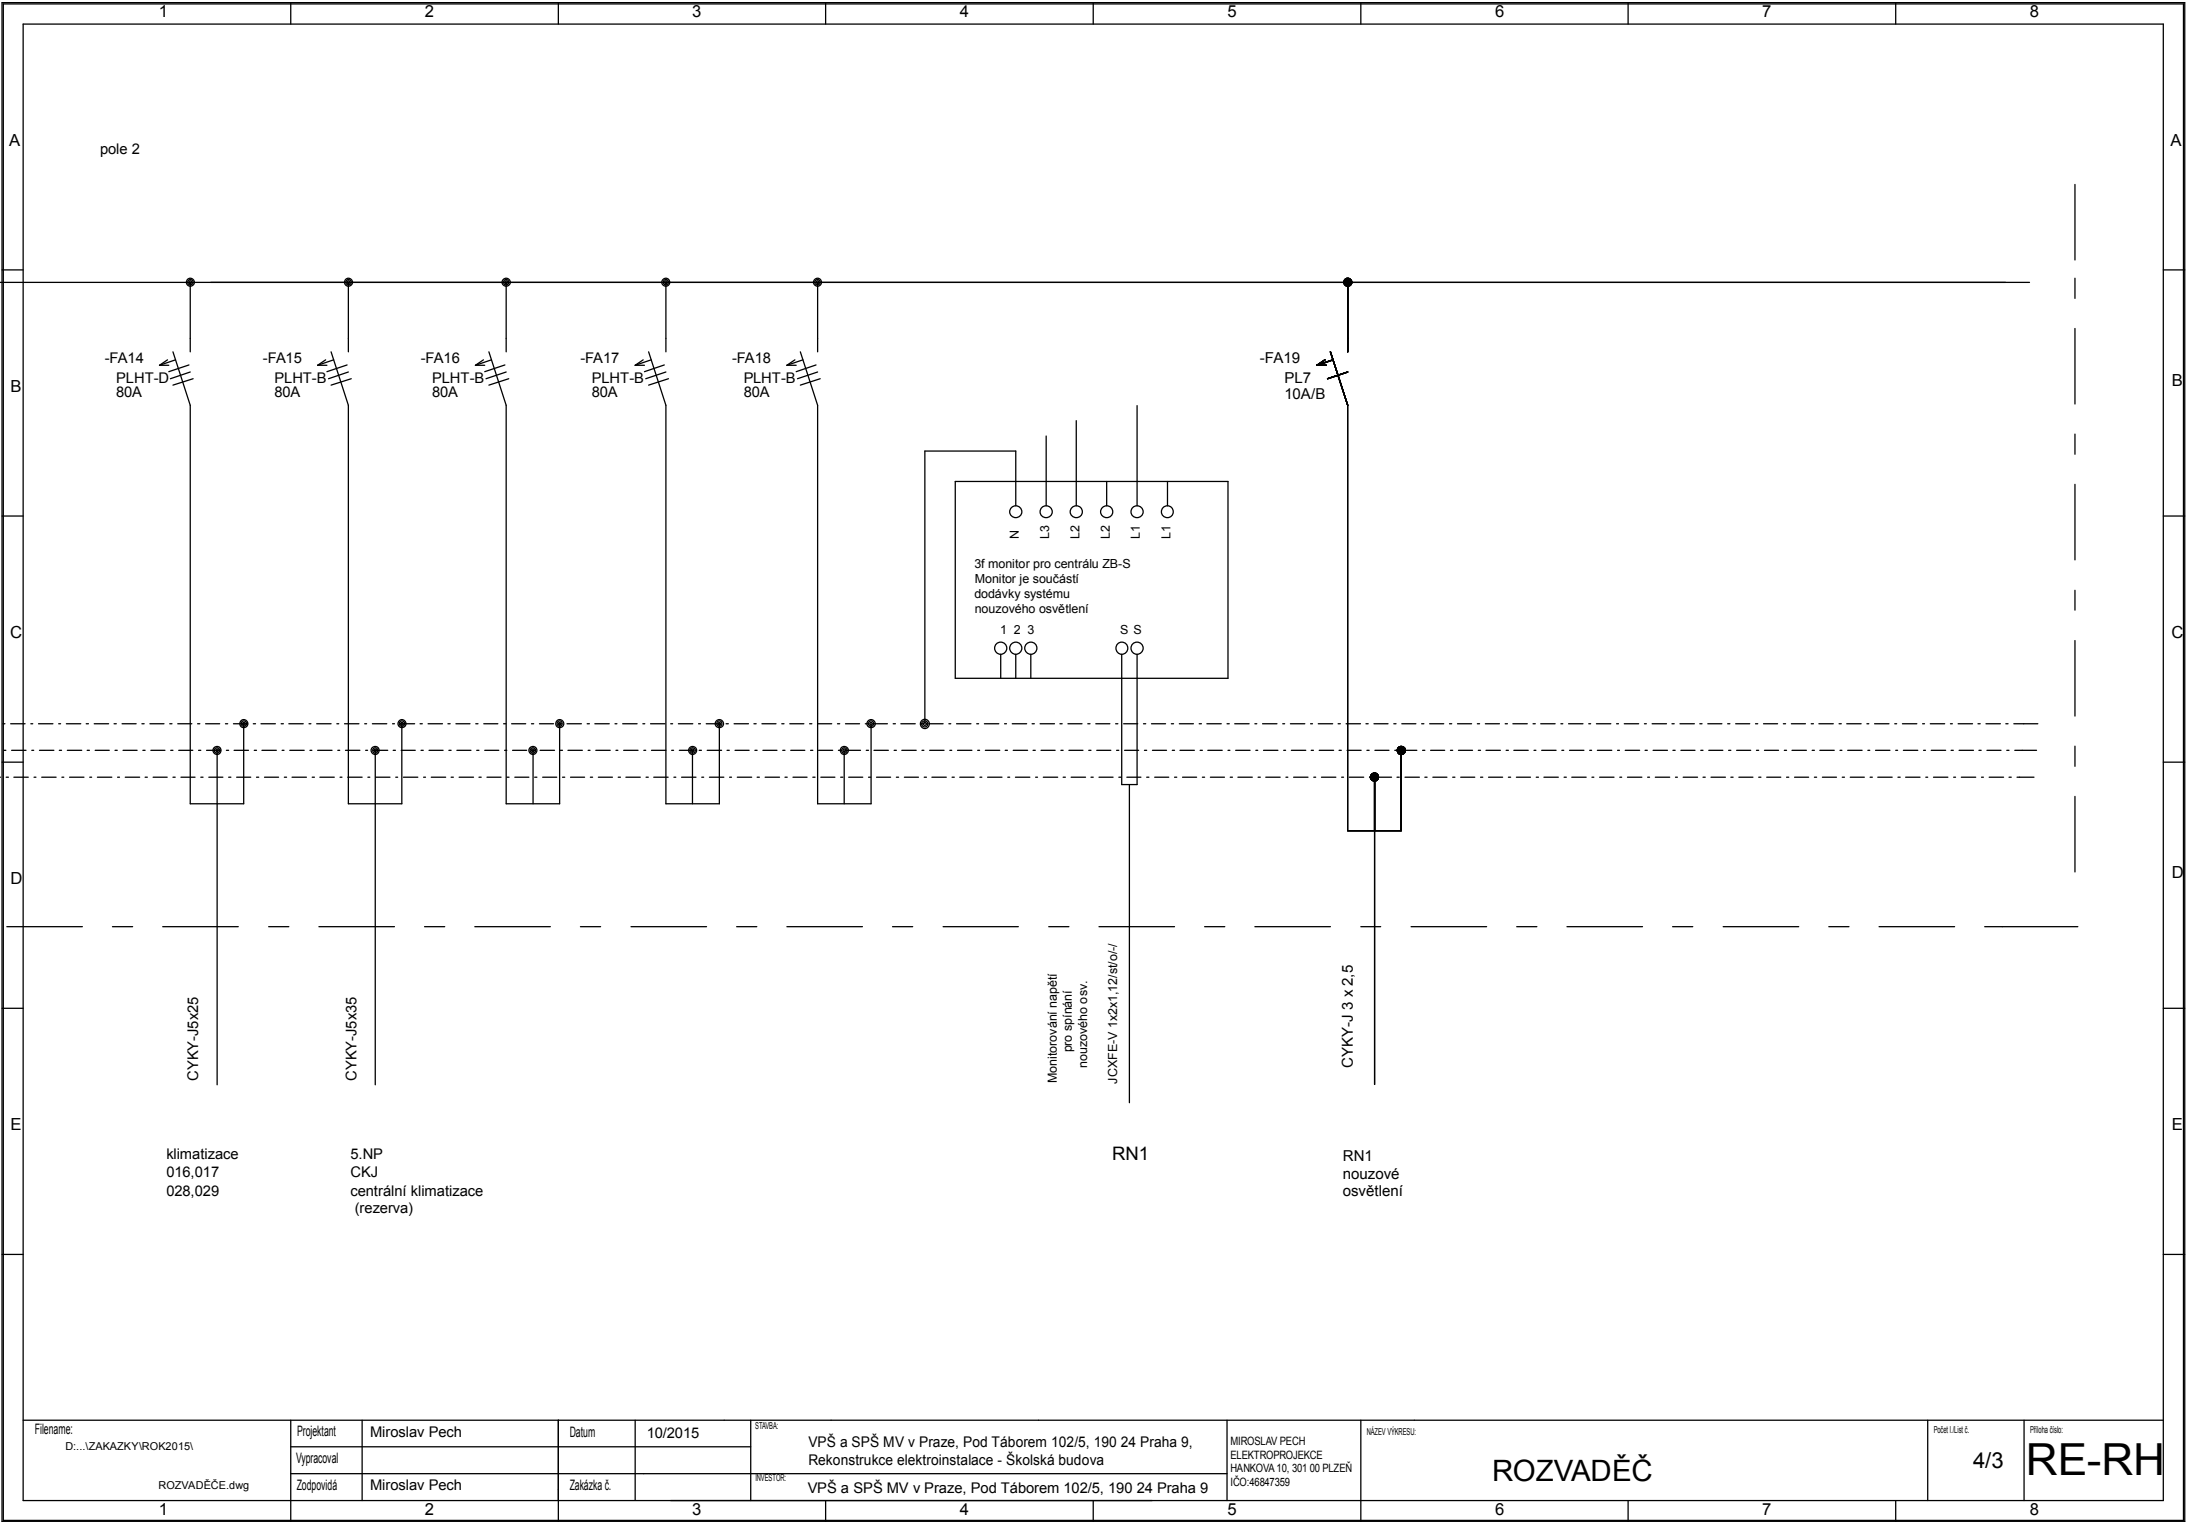 1 2 3 4 5 6 7 8
A A
pole 2
-FA14
PLHT-D
80A
-FA15
PLHT-B
80A
-FA16
PLHT-B
80A
-FA17
PLHT-B
80A
-FA18
PLHT-B
80A
-FA19
PL7
10A/B
B B
N L3 L2 L2 L1 L1
3f monitor pro centrálu ZB-S
Monitor je součástí
dodávky systému
nouzového osvětlení
1 2 3 S S
C C
D D
CYKY-J5x25
CYKY-J5x35
Monitorování napětí
pro spínání
nouzového osv.
JCXFE-V 1x2x1,12/st/o/-/
CYKY-J 3 x 2,5
E E
klimatizace
016,017
028,029
5.NP
CKJ
centrální klimatizace
(rezerva)
RN1
RN1
nouzové
osvětlení
Filename:
D:...\ZAKAZKY\ROK2015\
ROZVADĚČE.dwg
Projektant Miroslav Pech
Vypracoval
Zodpovídá Miroslav Pech
Datum 10/2015
Zakázka č.
STAVBA:
VPŠ a SPŠ MV v Praze, Pod Táborem 102/5, 190 24 Praha 9,
Rekonstrukce elektroinstalace - Školská budova
INVESTOR:
VPŠ a SPŠ MV v Praze, Pod Táborem 102/5, 190 24 Praha 9
MIROSLAV PECH
ELEKTROPROJEKCE
HANKOVA 10, 301 00 PLZEŇ
IČO:46847359
NÁZEV VÝKRESU:
ROZVADĚČ
Počet l./List č.
4/3
Příloha číslo:
RE-RH
1 2 3 4 5 6 7 8